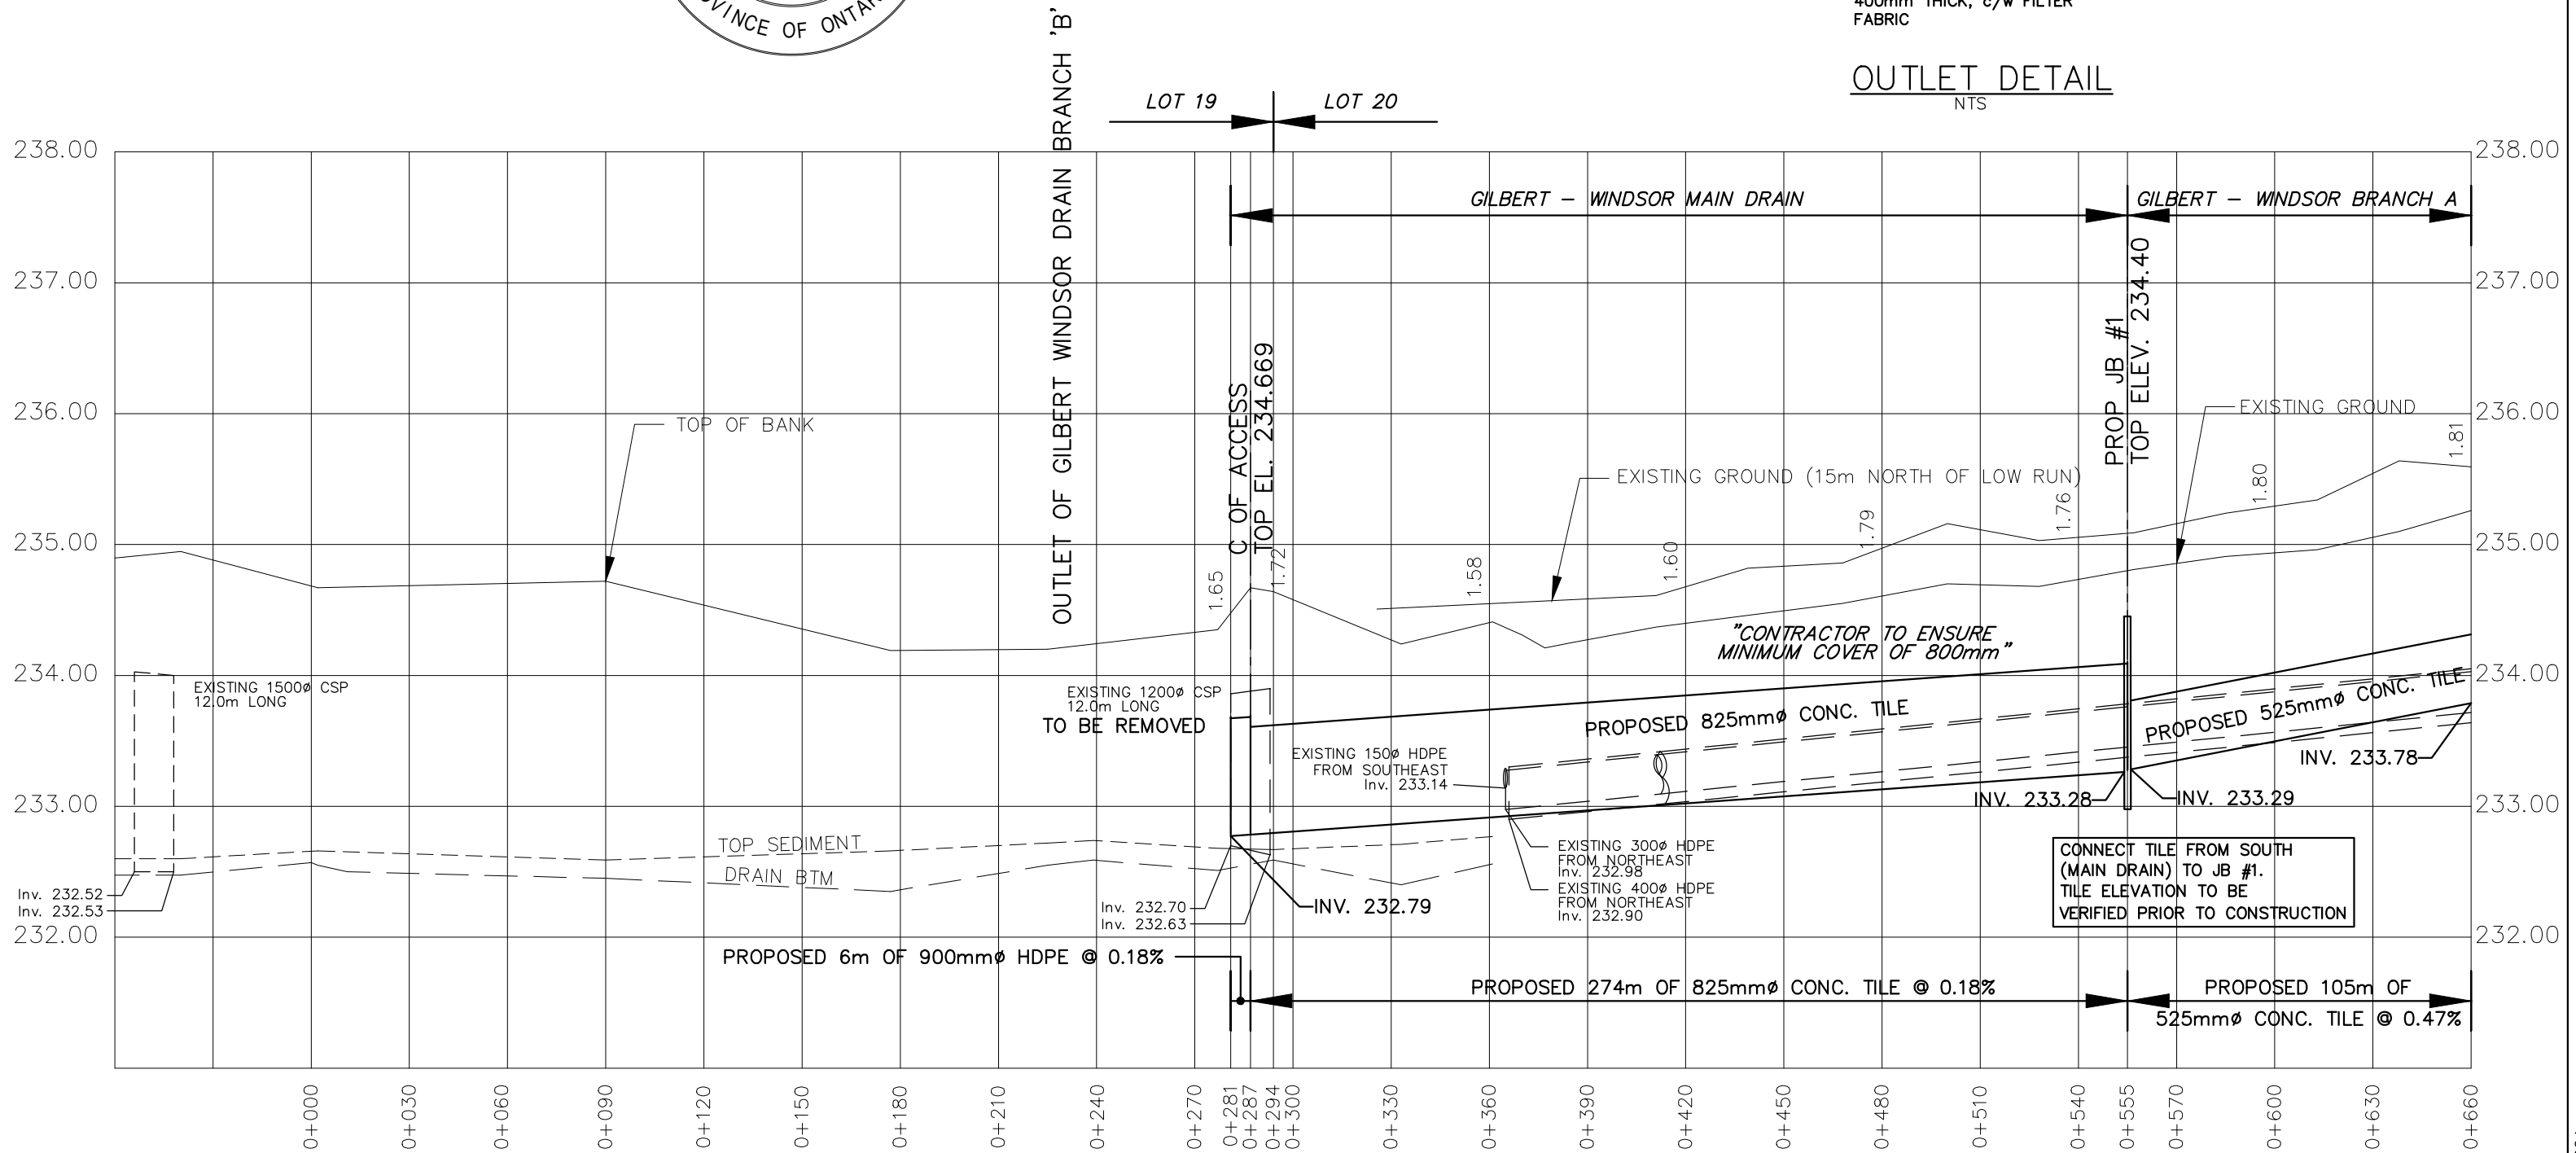 OVINCE OF ONTAR
400mm THICK, c/w FILTER
FABRIC
OUTLET DETAIL
NTS
LOT 19
LOT 20
OUTLET OF GILBERT WINDSOR DRAIN BRANCH 'B'
238.00
238.00
GILBERT - WINDSOR MAIN DRAIN
GILBERT - WINDSOR BRANCH A
237.00
237.00
C OF ACCESS
TOP EL. 234.669
PROP JB #1
TOP ELEV. 234.40
236.00
236.00
TOP OF BANK
EXISTING GROUND
EXISTING GROUND (15m NORTH OF LOW RUN)
1.65
1.72
1.58
1.60
1.79
1.76
1.80
1.81
235.00
235.00
"CONTRACTOR TO ENSURE
MINIMUM COVER OF 800mm"
234.00
234.00
EXISTING 1500ø CSP
12.0m LONG
EXISTING 1200ø CSP
12.0m LONG
TO BE REMOVED
PROPOSED 825mmø CONC. TILE
PROPOSED 525mmø CONC. TILE
EXISTING 150ø HDPE
FROM SOUTHEAST
Inv. 233.14
INV. 233.78
233.00
233.00
INV. 233.28
INV. 233.29
TOP SEDIMENT
DRAIN BTM
EXISTING 300ø HDPE
FROM NORTHEAST
Inv. 232.98
EXISTING 400ø HDPE
FROM NORTHEAST
Inv. 232.90
CONNECT TILE FROM SOUTH
(MAIN DRAIN) TO JB #1.
TILE ELEVATION TO BE
VERIFIED PRIOR TO CONSTRUCTION
Inv. 232.52
Inv. 232.53
Inv. 232.70
Inv. 232.63
INV. 232.79
232.00
232.00
PROPOSED 6m OF 900mmø HDPE @ 0.18%
PROPOSED 274m OF 825mmø CONC. TILE @ 0.18%
PROPOSED 105m OF
525mmø CONC. TILE @ 0.47%
0+000
0+030
0+060
0+090
0+120
0+150
0+180
0+210
0+240
0+270
0+281
0+287
0+294
0+300
0+330
0+360
0+390
0+420
0+450
0+480
0+510
0+540
0+555
0+570
0+600
0+630
0+660